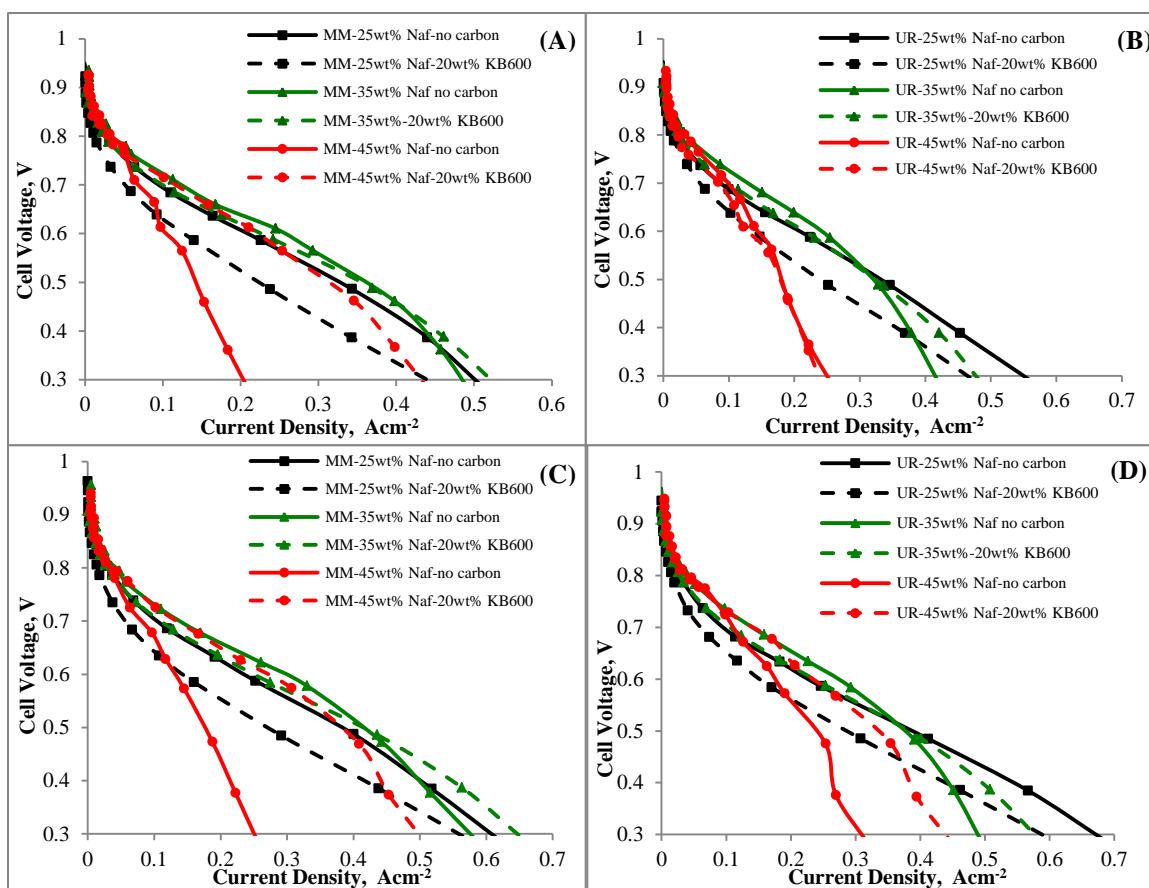 (A)
MM-25wt% Naf-no carbon
MM-25wt% Naf-20wt% KB600
MM-35wt% Naf no carbon
MM-35wt%-20wt% KB600
MM-45wt% Naf-no carbon
MM-45wt% Naf-20wt% KB600
1
0.9
0.8
0.7
0.6
0.5
0.4
0.3
Cell Voltage, V
0
0.1
0.2
0.3
0.4
0.5
0.6
Current Density, Acm-2
(B)
UR-25wt% Naf-no carbon
UR-25wt% Naf-20wt% KB600
UR-35wt% Naf no carbon
UR-35wt%-20wt% KB600
UR-45wt% Naf-no carbon
UR-45wt% Naf-20wt% KB600
1
0.9
0.8
0.7
0.6
0.5
0.4
0.3
Cell Voltage, V
0
0.1
0.2
0.3
0.4
0.5
0.6
0.7
Current Density, Acm-2
(C)
MM-25wt% Naf-no carbon
MM-25wt% Naf-20wt% KB600
MM-35wt% Naf no carbon
MM-35wt% Naf-20wt% KB600
MM-45wt% Naf-no carbon
MM-45wt% Naf-20wt% KB600
1
0.9
0.8
0.7
0.6
0.5
0.4
0.3
Cell Voltage, V
0
0.1
0.2
0.3
0.4
0.5
0.6
0.7
Current Density, Acm-2
(D)
UR-25wt% Naf-no carbon
UR-25wt% Naf-20wt% KB600
UR-35wt% Naf no carbon
UR-35wt%-20wt% KB600
UR-45wt% Naf-no carbon
UR-45wt% Naf-20wt% KB600
1
0.9
0.8
0.7
0.6
0.5
0.4
0.3
Cell Voltage, V
0
0.1
0.2
0.3
0.4
0.5
0.6
0.7
Current Density, Acm-2